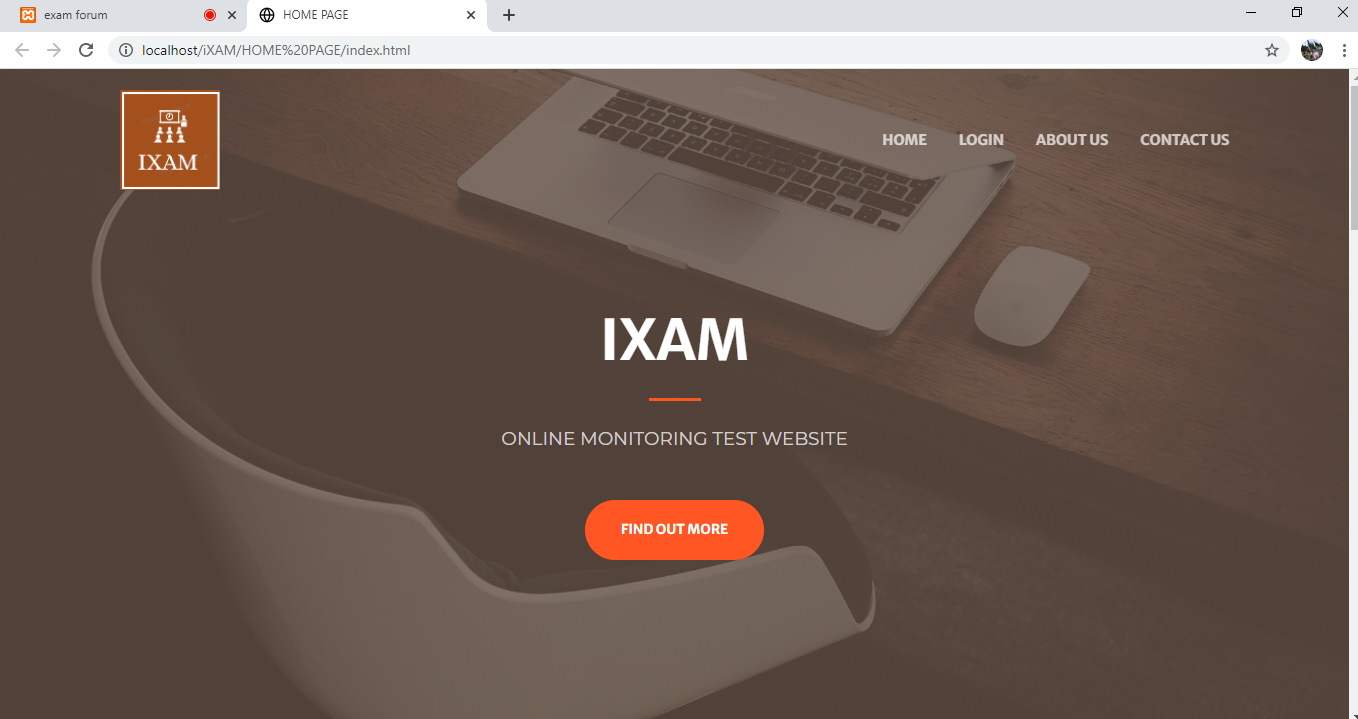 exam forum
HOME PAGE
localhost/iXAM/HOME%20PAGE/index.html
IXAM
HOME LOGIN ABOUT US CONTACT US
IXAM
ONLINE MONITORING TEST WEBSITE
FIND OUT MORE